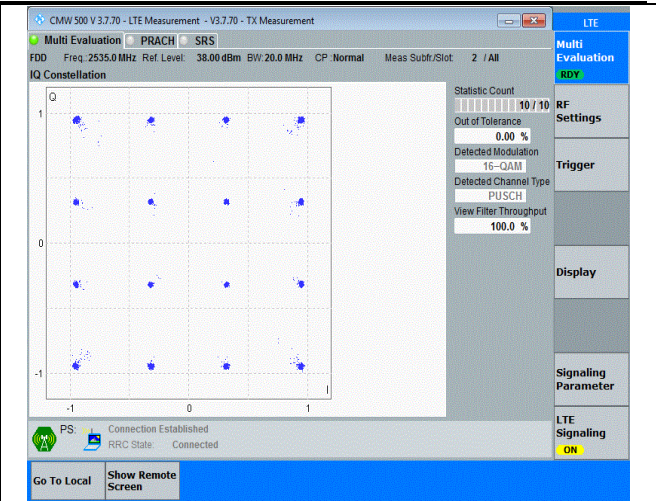 CMW 500 V 3.7.70 - LTE Measurement - V3.7.70 - TX Measurement
LTE
Multi Evaluation PRACH SRS
FDD Freq.:2535.0 MHz Ref. Level: 38.00 dBm BW:20.0 MHz CP :Normal Meas Subfr./Slot: 2 / All
IQ Constellation
Q
1
0
-1
I
-1 0 1
Statistic Count
10 / 10
Out of Tolerance
0.00 %
Detected Modulation
16-QAM
Detected Channel Type
PUSCH
View Filter Throughput
100.0 %
Multi
Evaluation
RDY
RF
Settings
Trigger
Display
Signaling
Parameter
LTE
Signaling
ON
PS: Connection Established
RRC State: Connected
Go To Local
Show Remote
Screen